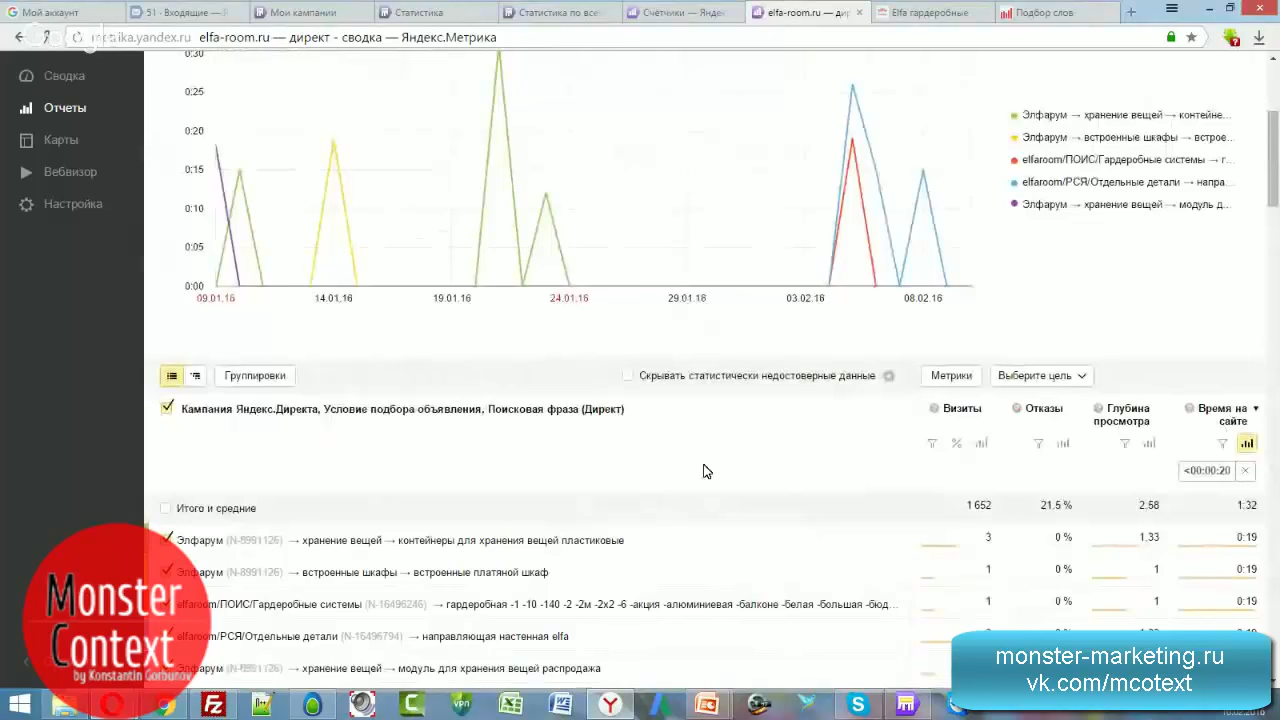 Мой аккаунт
51 - Входящие — Я
Мои кампании
Статистика
Статистика по все
Счётчики — Яндек
elfa-room.ru — дир
Elfa гардеробные
Подбор слов
ika.yandex.ru elfa-room.ru — директ - сводка — Яндекс.Метрика
Сводка
Отчеты
Карты
Вебвизор
Настройка
0:30
0:25
0:20
0:15
0:10
0:05
0:00
09.01.16 14.01.16 19.01.16 24.01.16 29.01.16 03.02.16 08.02.16
Элфарум → хранение вещей → контейне...
Элфарум → встроенные шкафы → встрое...
elfaroom/ПОИС/Гардеробные системы → г...
elfaroom/РСЯ/Отдельные детали → напра...
Элфарум → хранение вещей → модуль д...
Группировки
Скрывать статистически недостоверные данные
Метрики
Выберите цель
Кампания Яндекс.Директа, Условие подбора объявления, Поисковая фраза (Директ)
Визиты
Отказы
Глубина просмотра
Время на сайте
<00:00:20
Итого и средние 1 652 21,5 % 2,58 1:32
Элфарум (N-8991126) → хранение вещей → контейнеры для хранения вещей пластиковые 3 0 % 1,33 0:19
Элфарум (N-8991126) → встроенные шкафы → встроенные платяной шкаф 1 0 % 1 0:19
elfaroom/ПОИС/Гардеробные системы (N-16496246) → гардеробная -1 -10 -140 -2 -2м -2х2 -6 -акция -алюминиевая -балконе -белая -большая -бюд... 1 0 % 1 0:19
elfaroom/РСЯ/Отдельные детали (N-16496794) → направляющая настенная elfa
Элфарум (N-8991126) → хранение вещей → модуль для хранения вещей распродажа
Monster
Context
by Konstantin Gorbunov
monster-marketing.ru
vk.com/mcotext